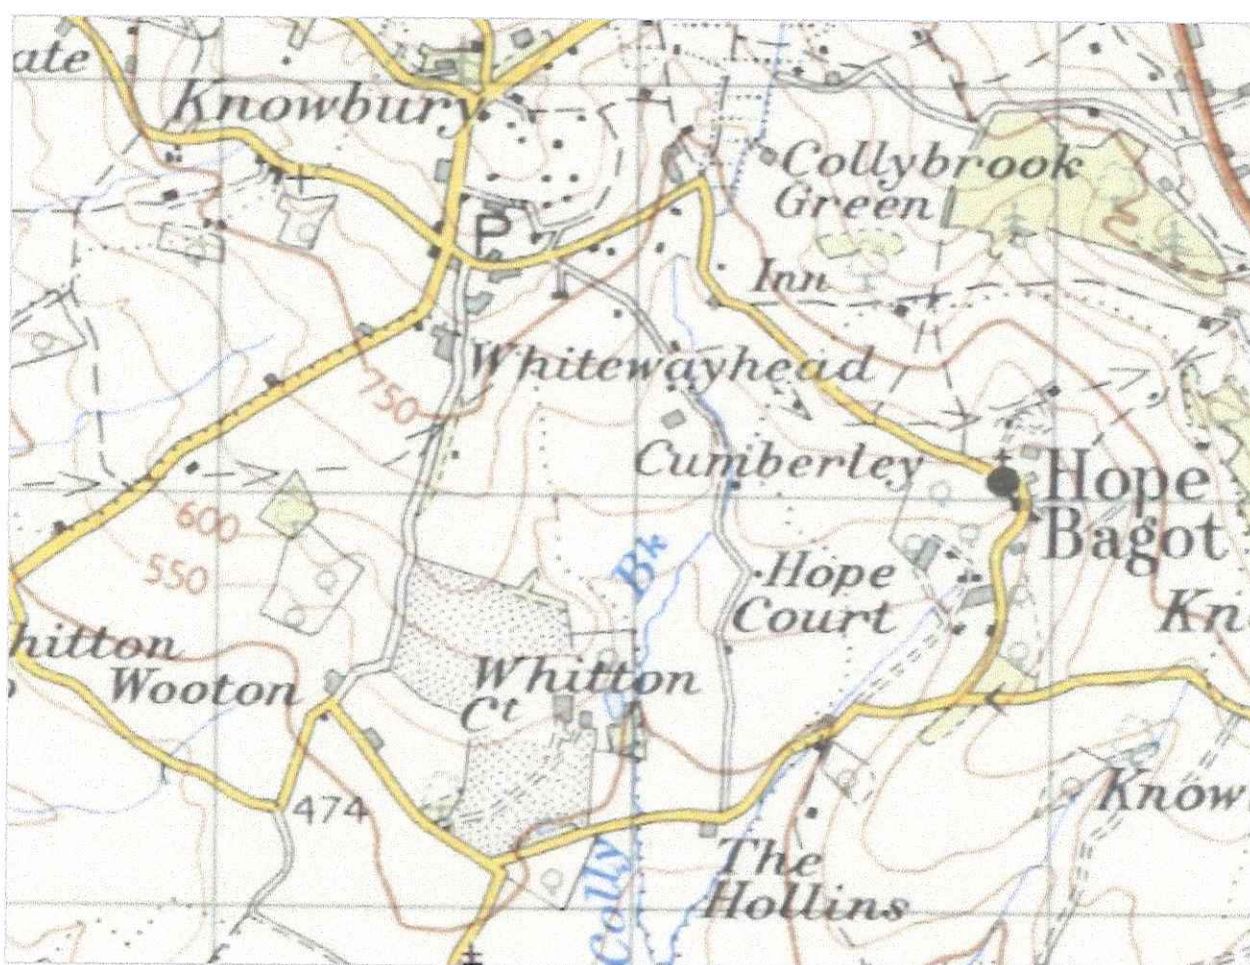 ate
Knowbury
Collybrook
Green
P
Inn
Whitewayhead
750
Cumberley
Hope
Bagot
600
550
Bk
Hope
Court
Kn
hitton
Wooton
Whitton
Ct
474
Know
The
Hollins
Colly